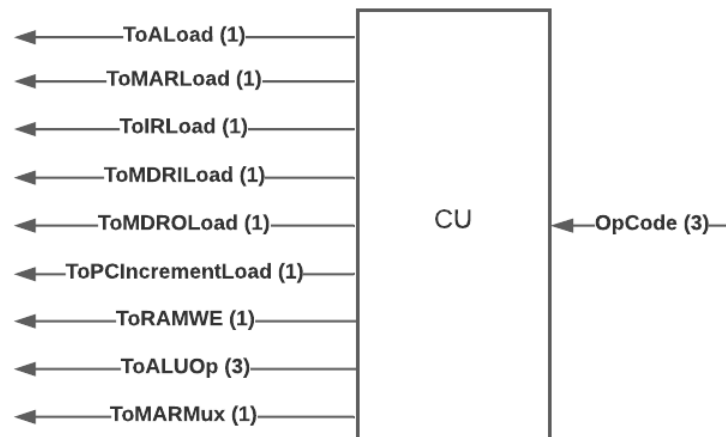 ToALoad (1)
ToMARLoad (1)
ToIRLoad (1)
ToMDRILoad (1)
ToMDROLoad (1)
ToPCIncrementLoad (1)
ToRAMWE (1)
ToALUOp (3)
ToMARMux (1)
CU
OpCode (3)